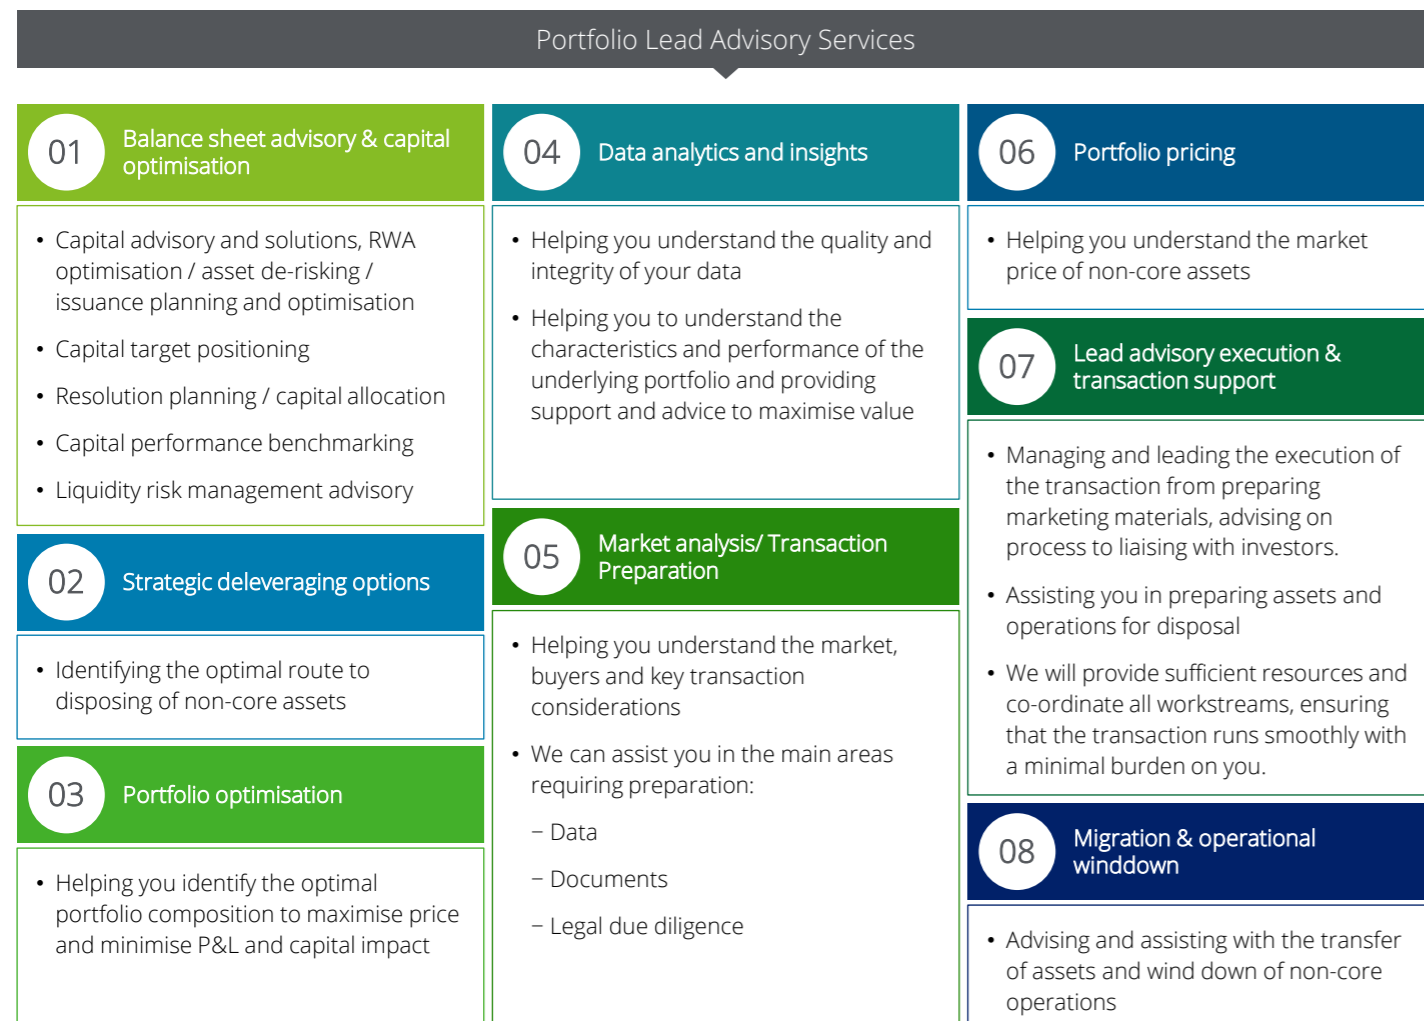 Portfolio Lead Advisory Services
01
Balance sheet advisory & capital
optimisation
• Capital advisory and solutions, RWA
optimisation / asset de-risking /
issuance planning and optimisation
• Capital target positioning
• Resolution planning / capital allocation
• Capital performance benchmarking
• Liquidity risk management advisory
02
Strategic deleveraging options
• Identifying the optimal route to
disposing of non-core assets
03
Portfolio optimisation
• Helping you identify the optimal
portfolio composition to maximise price
and minimise P&L and capital impact
04
Data analytics and insights
• Helping you understand the quality and
integrity of your data
• Helping you to understand the
characteristics and performance of the
underlying portfolio and providing
support and advice to maximise value
05
Market analysis/ Transaction
Preparation
• Helping you understand the market,
buyers and key transaction
considerations
• We can assist you in the main areas
requiring preparation:
− Data
− Documents
− Legal due diligence
06
Portfolio pricing
• Helping you understand the market
price of non-core assets
07
Lead advisory execution &
transaction support
• Managing and leading the execution of
the transaction from preparing
marketing materials, advising on
process to liaising with investors.
• Assisting you in preparing assets and
operations for disposal
• We will provide sufficient resources and
co-ordinate all workstreams, ensuring
that the transaction runs smoothly with
a minimal burden on you.
08
Migration & operational
winddown
• Advising and assisting with the transfer
of assets and wind down of non-core
operations